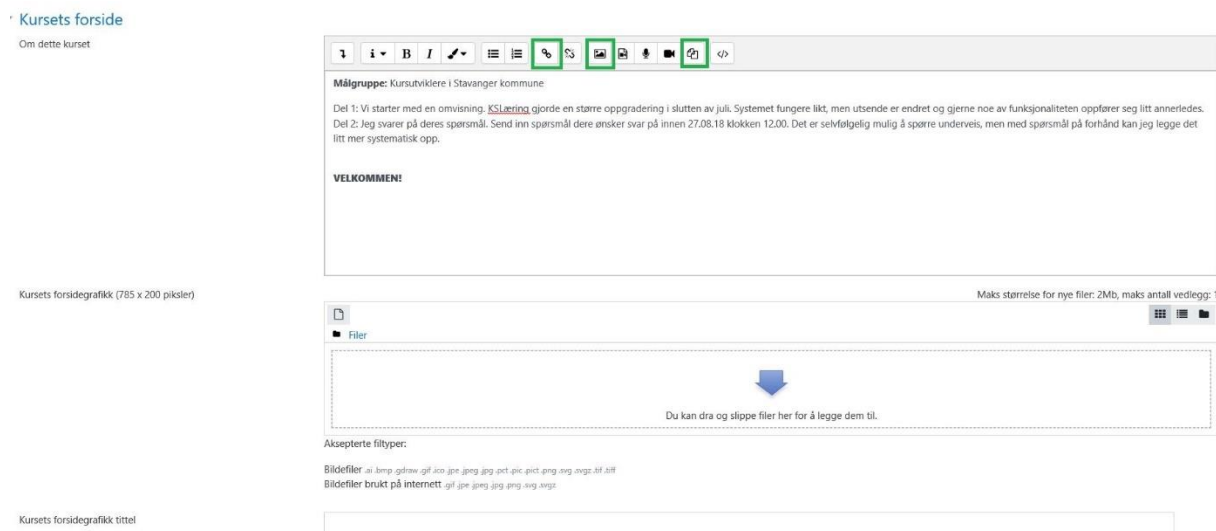 Kursets forside
Om dette kurset
i B I </>
Målgruppe: Kursutviklere i Stavanger kommune
Del 1: Vi starter med en omvisning. KSLæring gjorde en større oppgradering i slutten av juli. Systemet fungere likt, men utsende er endret og gjerne noe av funksjonaliteten oppfører seg litt annerledes.
Del 2: Jeg svarer på deres spørsmål. Send inn spørsmål dere ønsker svar på innen 27.08.18 klokken 12.00. Det er selvfølgelig mulig å spørre underveis, men med spørsmål på forhånd kan jeg legge det
litt mer systematisk opp.
VELKOMMEN!
Kursets forsidegrafikk (785 x 200 piksler)
Maks størrelse for nye filer: 2Mb, maks antall vedlegg: 1
Filer
Du kan dra og slippe filer her for å legge dem til.
Aksepterte filtyper:
Bildefiler .ai .bmp .gdraw .gif .ico .jpe .jpeg .jpg .pct .pic .pict .png .svg .svgz .tif .tiff
Bildefiler brukt på internett .gif .jpe .jpeg .jpg .png .svg .svgz
Kursets forsidegrafikk tittel